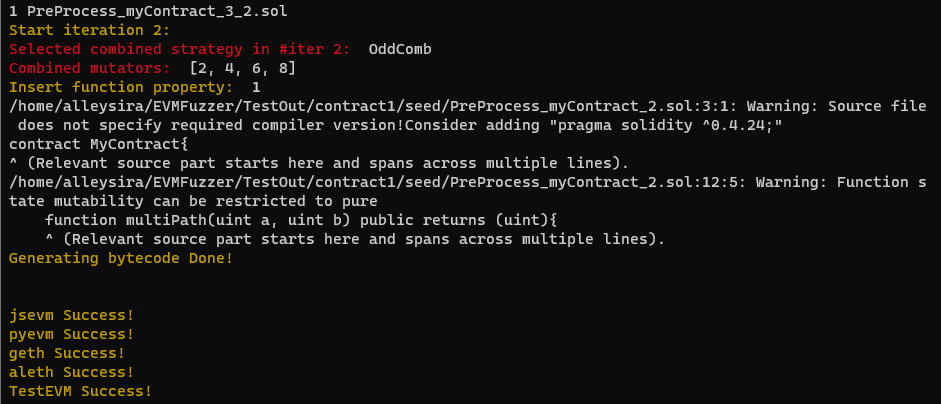 1 PreProcess_myContract_3_2.sol
Start iteration 2:
Selected combined strategy in #iter 2:  OddComb
Combined mutators:  [2, 4, 6, 8]
Insert function property:  1
/home/alleysira/EVMFuzzer/TestOut/contract1/seed/PreProcess_myContract_2.sol:3:1: Warning: Source file
 does not specify required compiler version!Consider adding "pragma solidity ^0.4.24;"
contract MyContract{
^ (Relevant source part starts here and spans across multiple lines).
/home/alleysira/EVMFuzzer/TestOut/contract1/seed/PreProcess_myContract_2.sol:12:5: Warning: Function s
tate mutability can be restricted to pure
    function multiPath(uint a, uint b) public returns (uint){
    ^ (Relevant source part starts here and spans across multiple lines).
Generating bytecode Done!
jsevm Success!
pyevm Success!
geth Success!
aleth Success!
TestEVM Success!